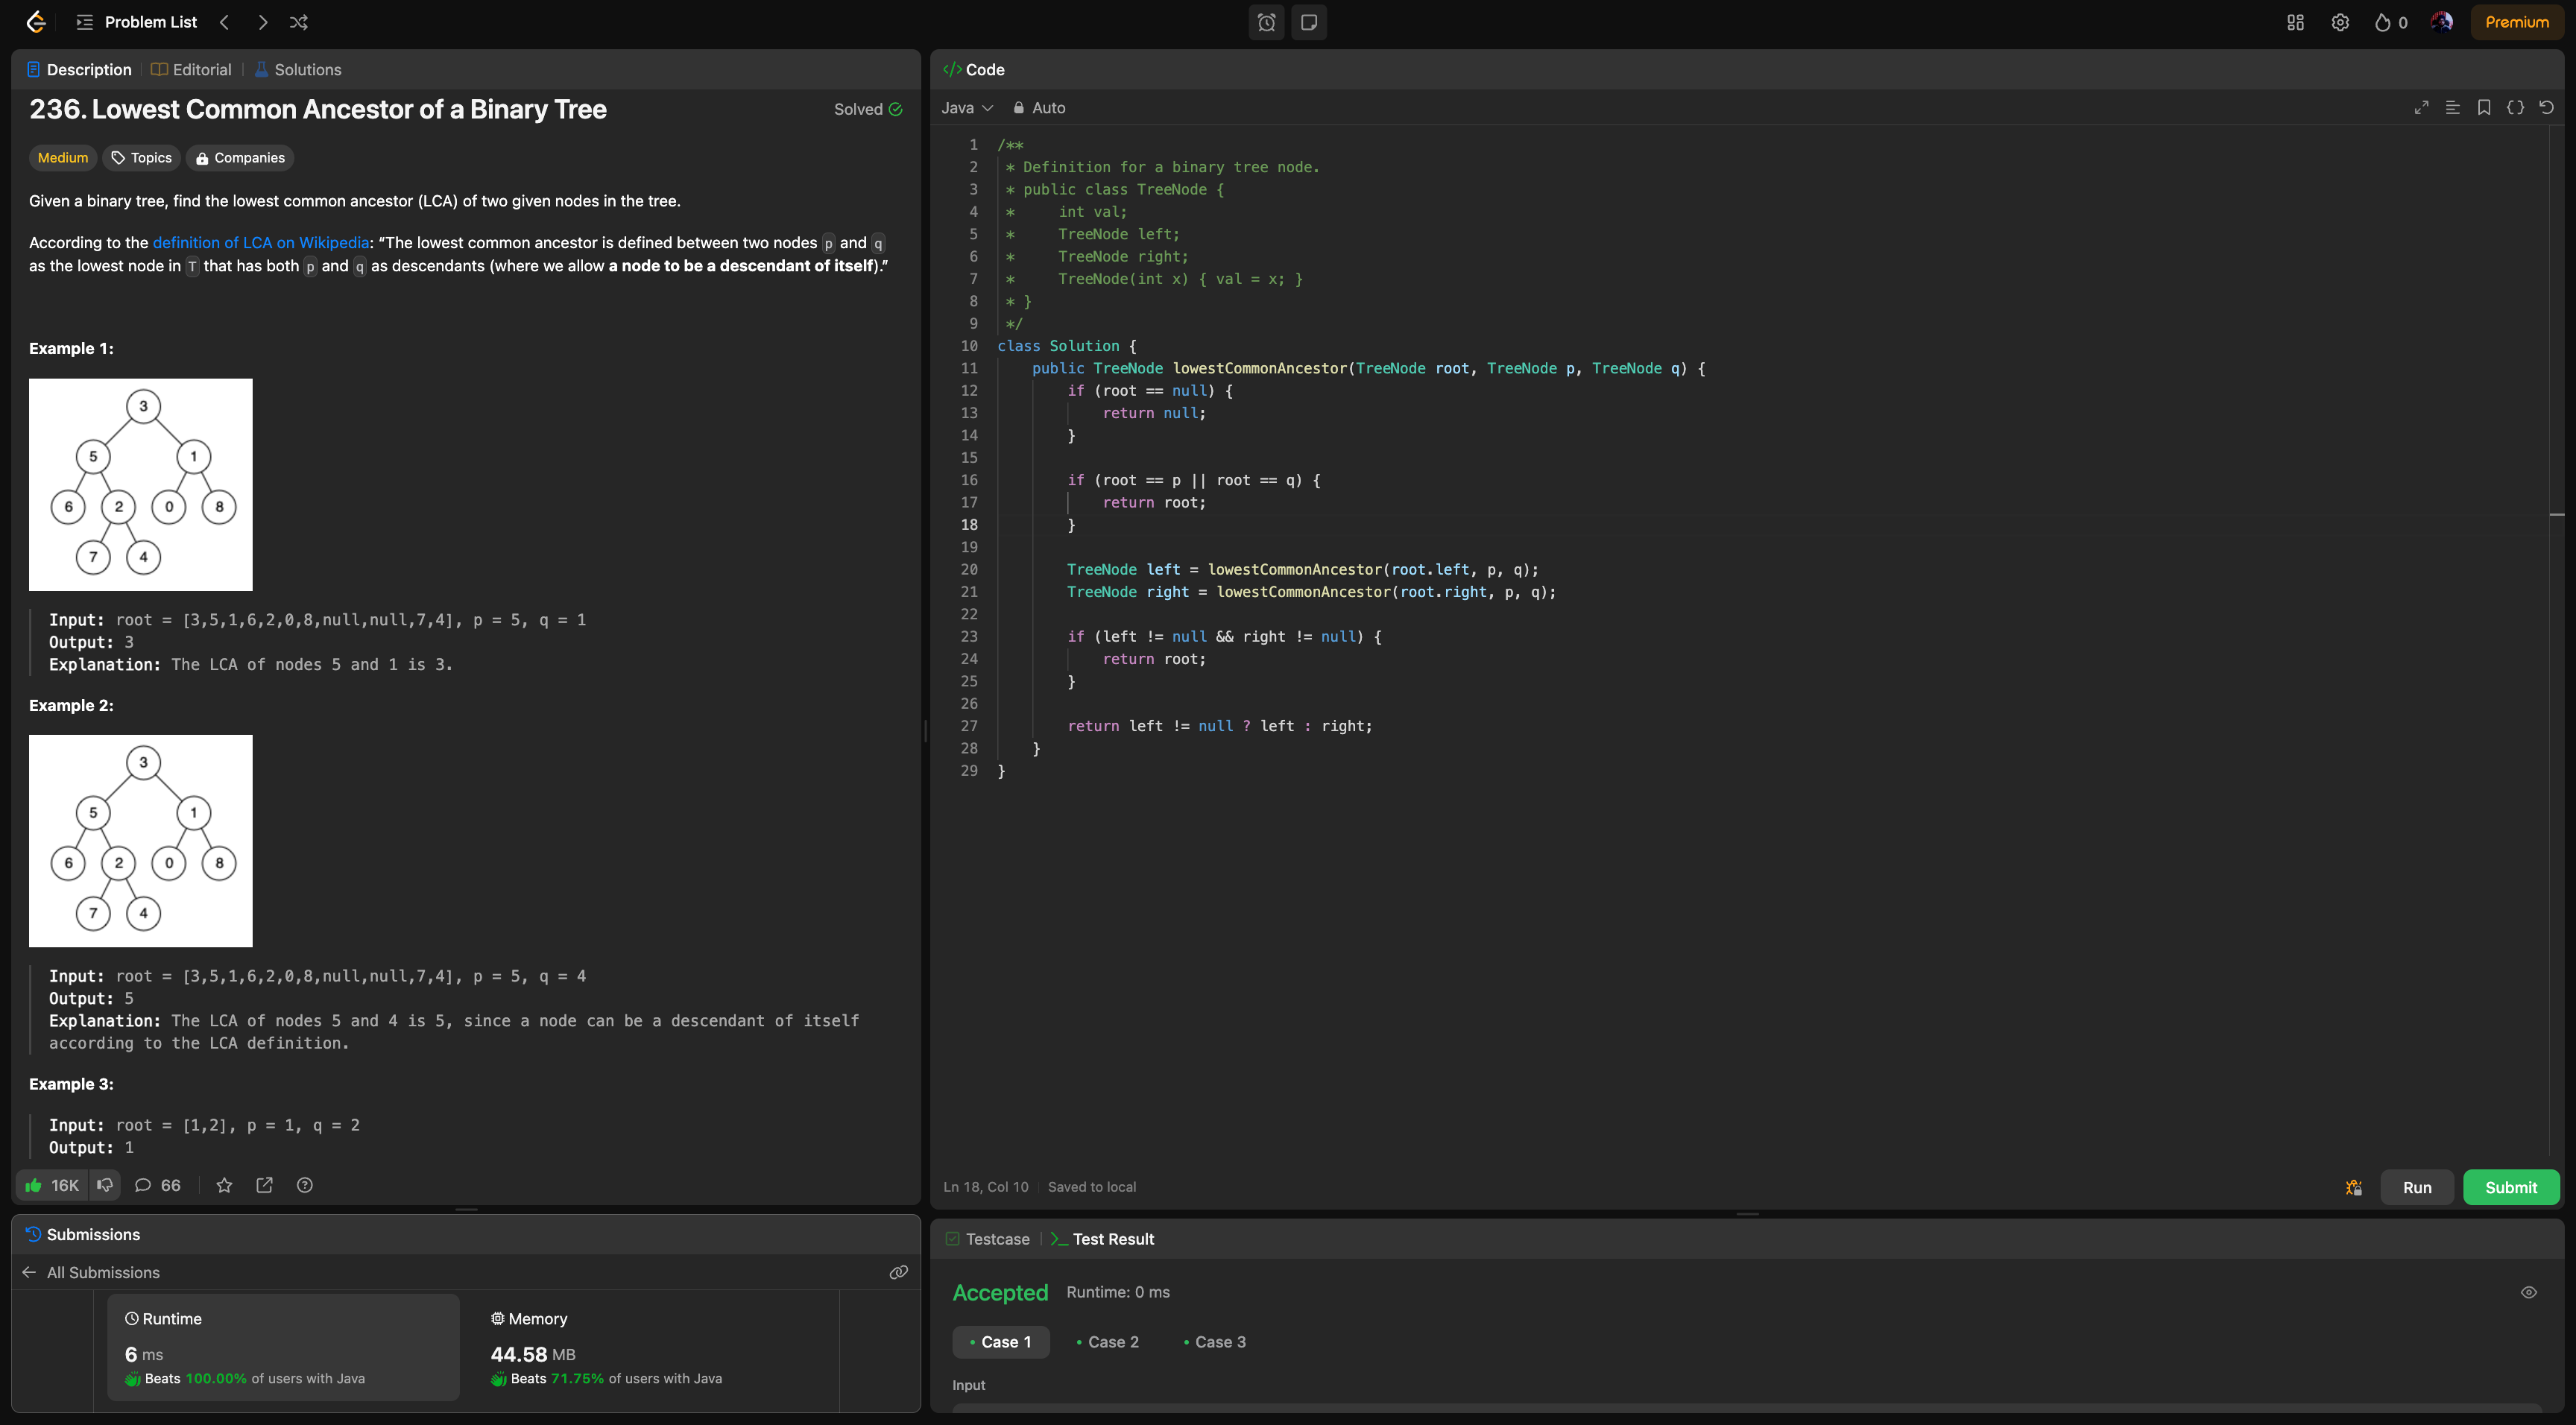 Problem List
0
Premium
Description
Editorial
Solutions
236. Lowest Common Ancestor of a Binary Tree
Solved
Medium
Topics
Companies
Given a binary tree, find the lowest common ancestor (LCA) of two given nodes in the tree.
According to the definition of LCA on Wikipedia: “The lowest common ancestor is defined between two nodes p and q
as the lowest node in T that has both p and q as descendants (where we allow a node to be a descendant of itself).”
Example 1:
3
5 1
6 2 0 8
7 4
Input: root = [3,5,1,6,2,0,8,null,null,7,4], p = 5, q = 1
Output: 3
Explanation: The LCA of nodes 5 and 1 is 3.
Example 2:
3
5 1
6 2 0 8
7 4
Input: root = [3,5,1,6,2,0,8,null,null,7,4], p = 5, q = 4
Output: 5
Explanation: The LCA of nodes 5 and 4 is 5, since a node can be a descendant of itself
according to the LCA definition.
Example 3:
Input: root = [1,2], p = 1, q = 2
Output: 1
16K
66
Submissions
All Submissions
Runtime
6 ms
Beats 100.00% of users with Java
Memory
44.58 MB
Beats 71.75% of users with Java
</> Code
Java
Auto
1 /**
2 * Definition for a binary tree node.
3 * public class TreeNode {
4 *     int val;
5 *     TreeNode left;
6 *     TreeNode right;
7 *     TreeNode(int x) { val = x; }
8 * }
9 */
10 class Solution {
11     public TreeNode lowestCommonAncestor(TreeNode root, TreeNode p, TreeNode q) {
12         if (root == null) {
13             return null;
14         }
15
16         if (root == p || root == q) {
17             return root;
18         }
19
20         TreeNode left = lowestCommonAncestor(root.left, p, q);
21         TreeNode right = lowestCommonAncestor(root.right, p, q);
22
23         if (left != null && right != null) {
24             return root;
25         }
26
27         return left != null ? left : right;
28     }
29 }
Ln 18, Col 10
Saved to local
Run
Submit
Testcase
Test Result
Accepted
Runtime: 0 ms
• Case 1
• Case 2
• Case 3
Input